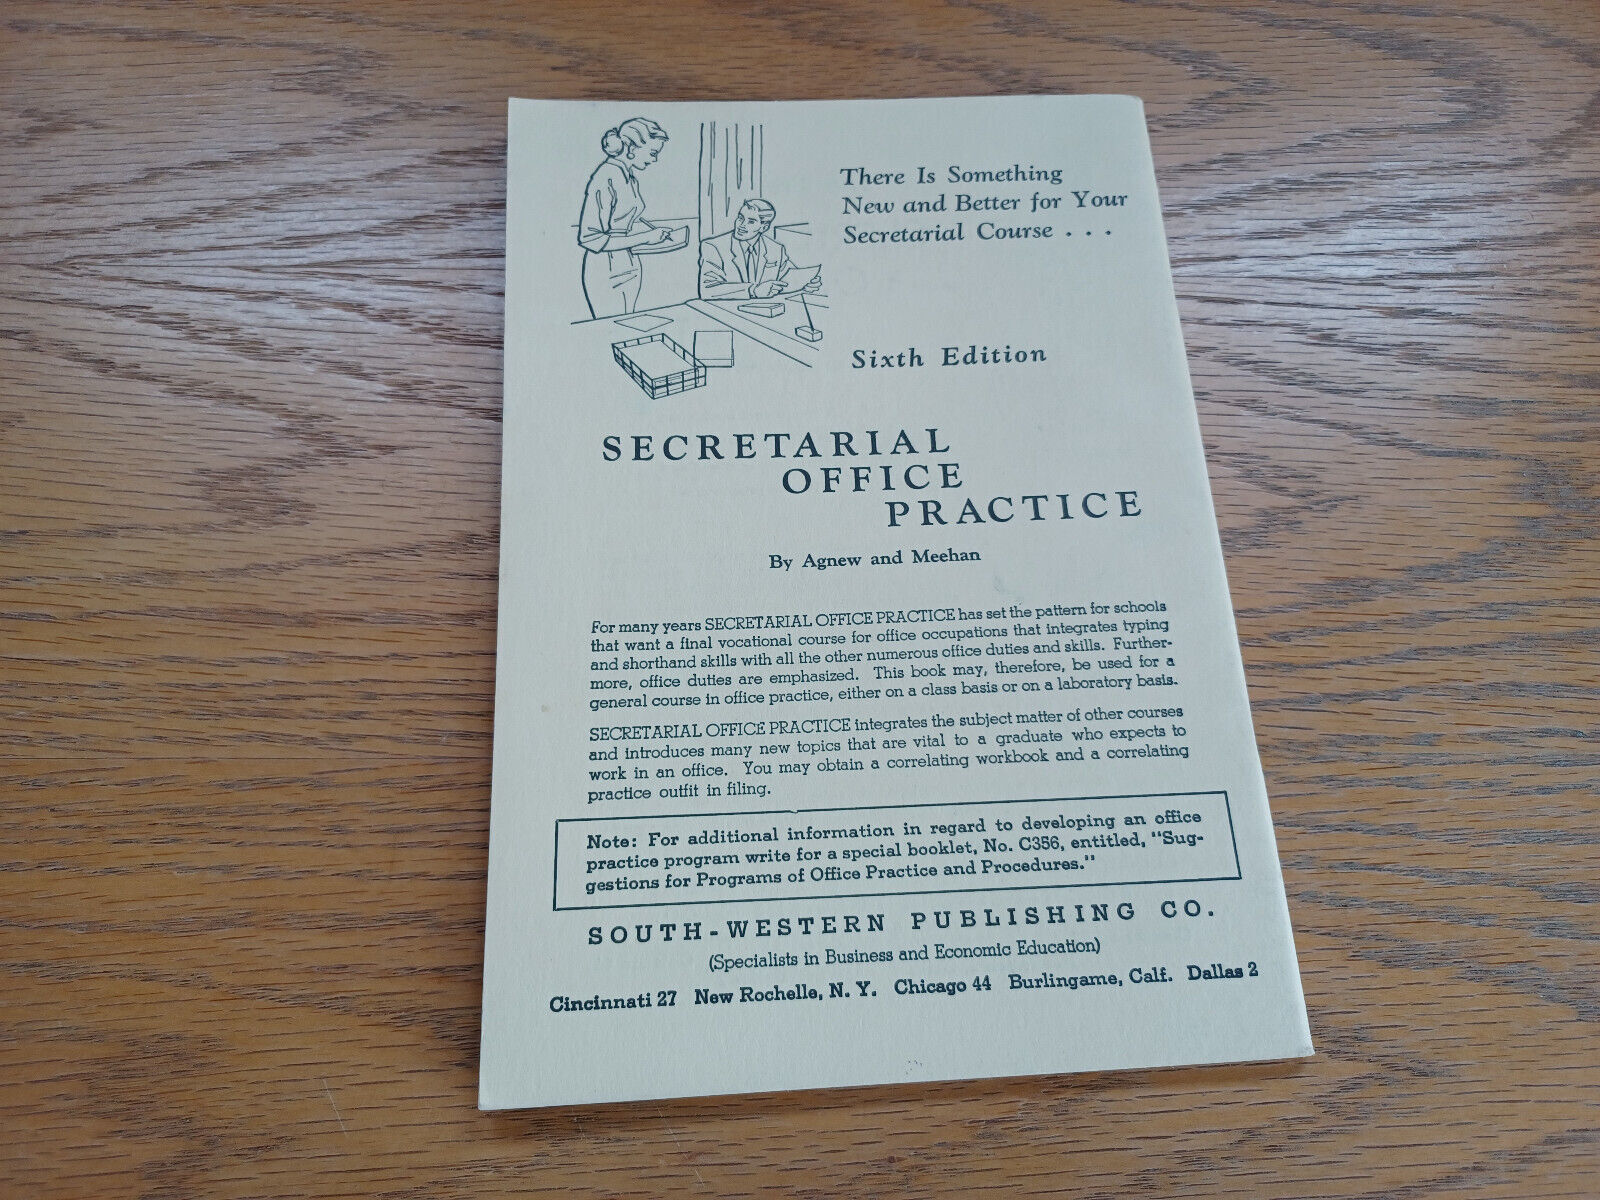 There Is Something
New and Better for Your
Secretarial Course . . .
Sixth Edition
SECRETARIAL
OFFICE
PRACTICE
By Agnew and Meehan
For many years SECRETARIAL OFFICE PRACTICE has set the pattern for schools
that want a final vocational course for office occupations that integrates typing
and shorthand skills with all the other numerous office duties and skills. Further-
more, office duties are emphasized. This book may, therefore, be used for a
general course in office practice, either on a class basis or on a laboratory basis.
SECRETARIAL OFFICE PRACTICE integrates the subject matter of other courses
and introduces many new topics that are vital to a graduate who expects to
work in an office. You may obtain a correlating workbook and a correlating
practice outfit in filing.
Note: For additional information in regard to developing an office
practice program write for a special booklet, No. C356, entitled, "Sug-
gestions for Programs of Office Practice and Procedures."
SOUTH-WESTERN PUBLISHING CO.
(Specialists in Business and Economic Education)
Cincinnati 27 New Rochelle, N. Y. Chicago 44 Burlingame, Calf. Dallas 2